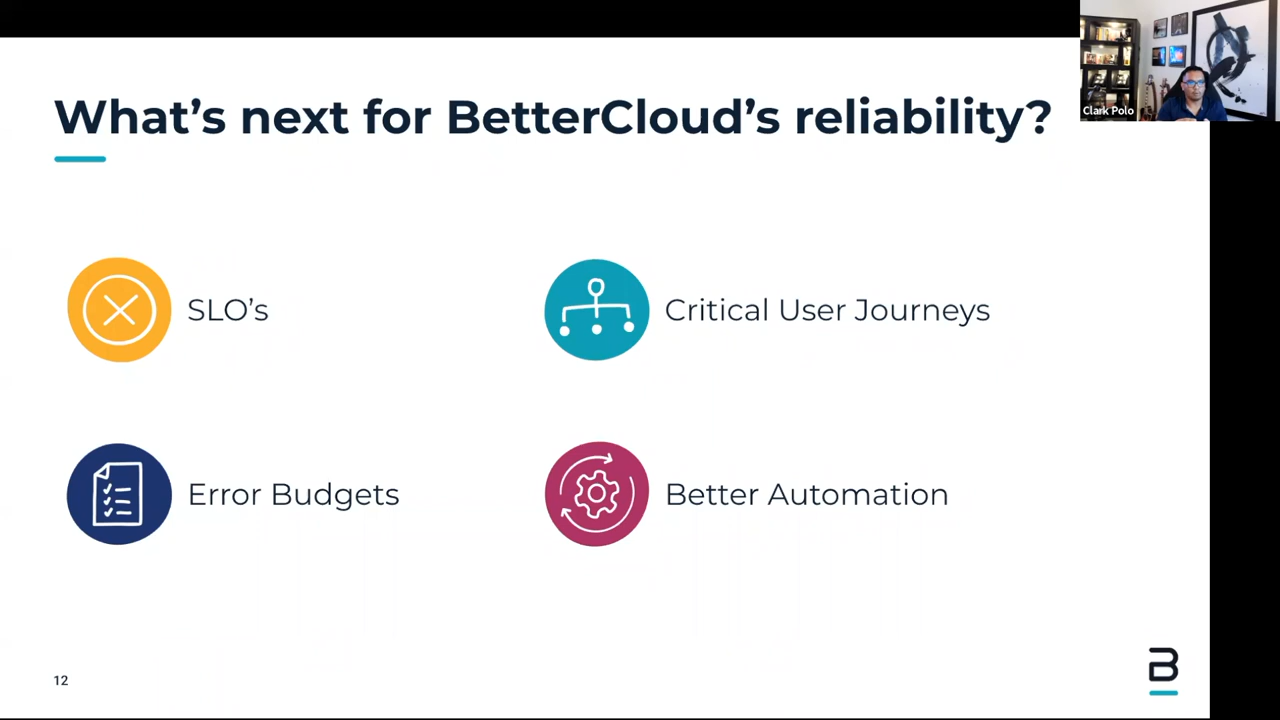 What's next for BetterCloud's reliability?
Clark Polo
SLO's
Critical User Journeys
Error Budgets
Better Automation
12
B